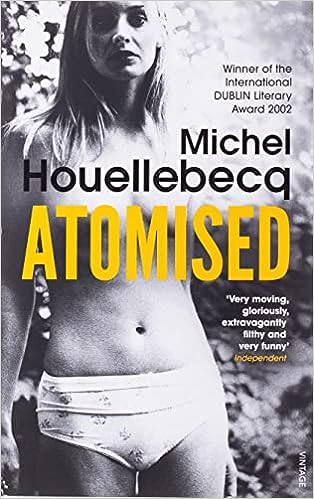 Winner of the
International
DUBLIN Literary
Award 2002
Michel
Houellebecq
ATOMISED
'Very moving,
gloriously,
extravagantly
filthy and
very funny'
Independent
VINTAGE